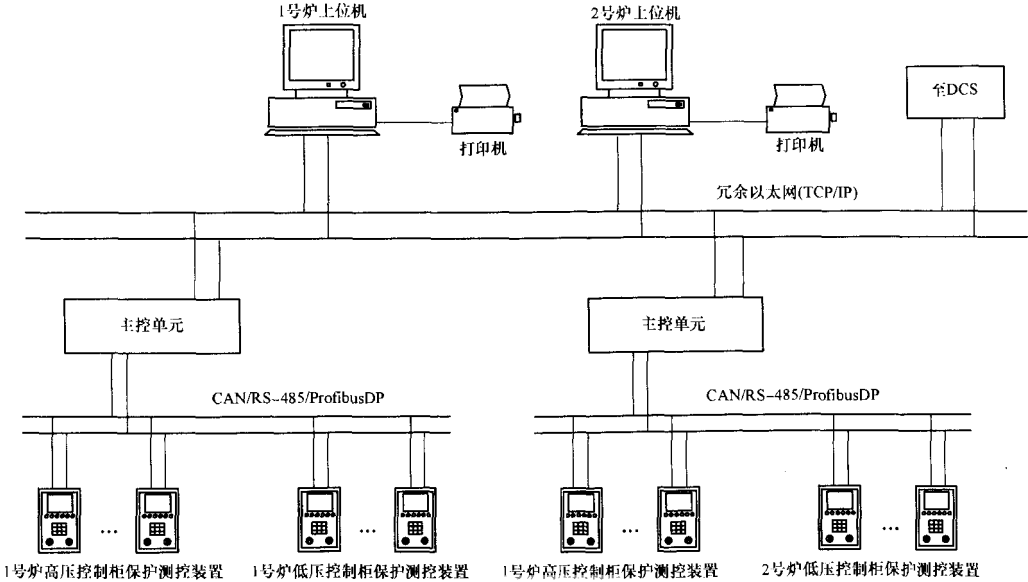 1号炉上位机
2号炉上位机
至DCS
打印机
打印机
冗余以太网(TCP/IP)
主控单元
主控单元
CAN/RS-485/ProfibusDP
CAN/RS-485/ProfibusDP
...
...
...
...
1号炉高压控制柜保护测控装置
1号炉低压控制柜保护测控装置
1号炉高压控制柜保护测控装置
2号炉低压控制柜保护测控装置